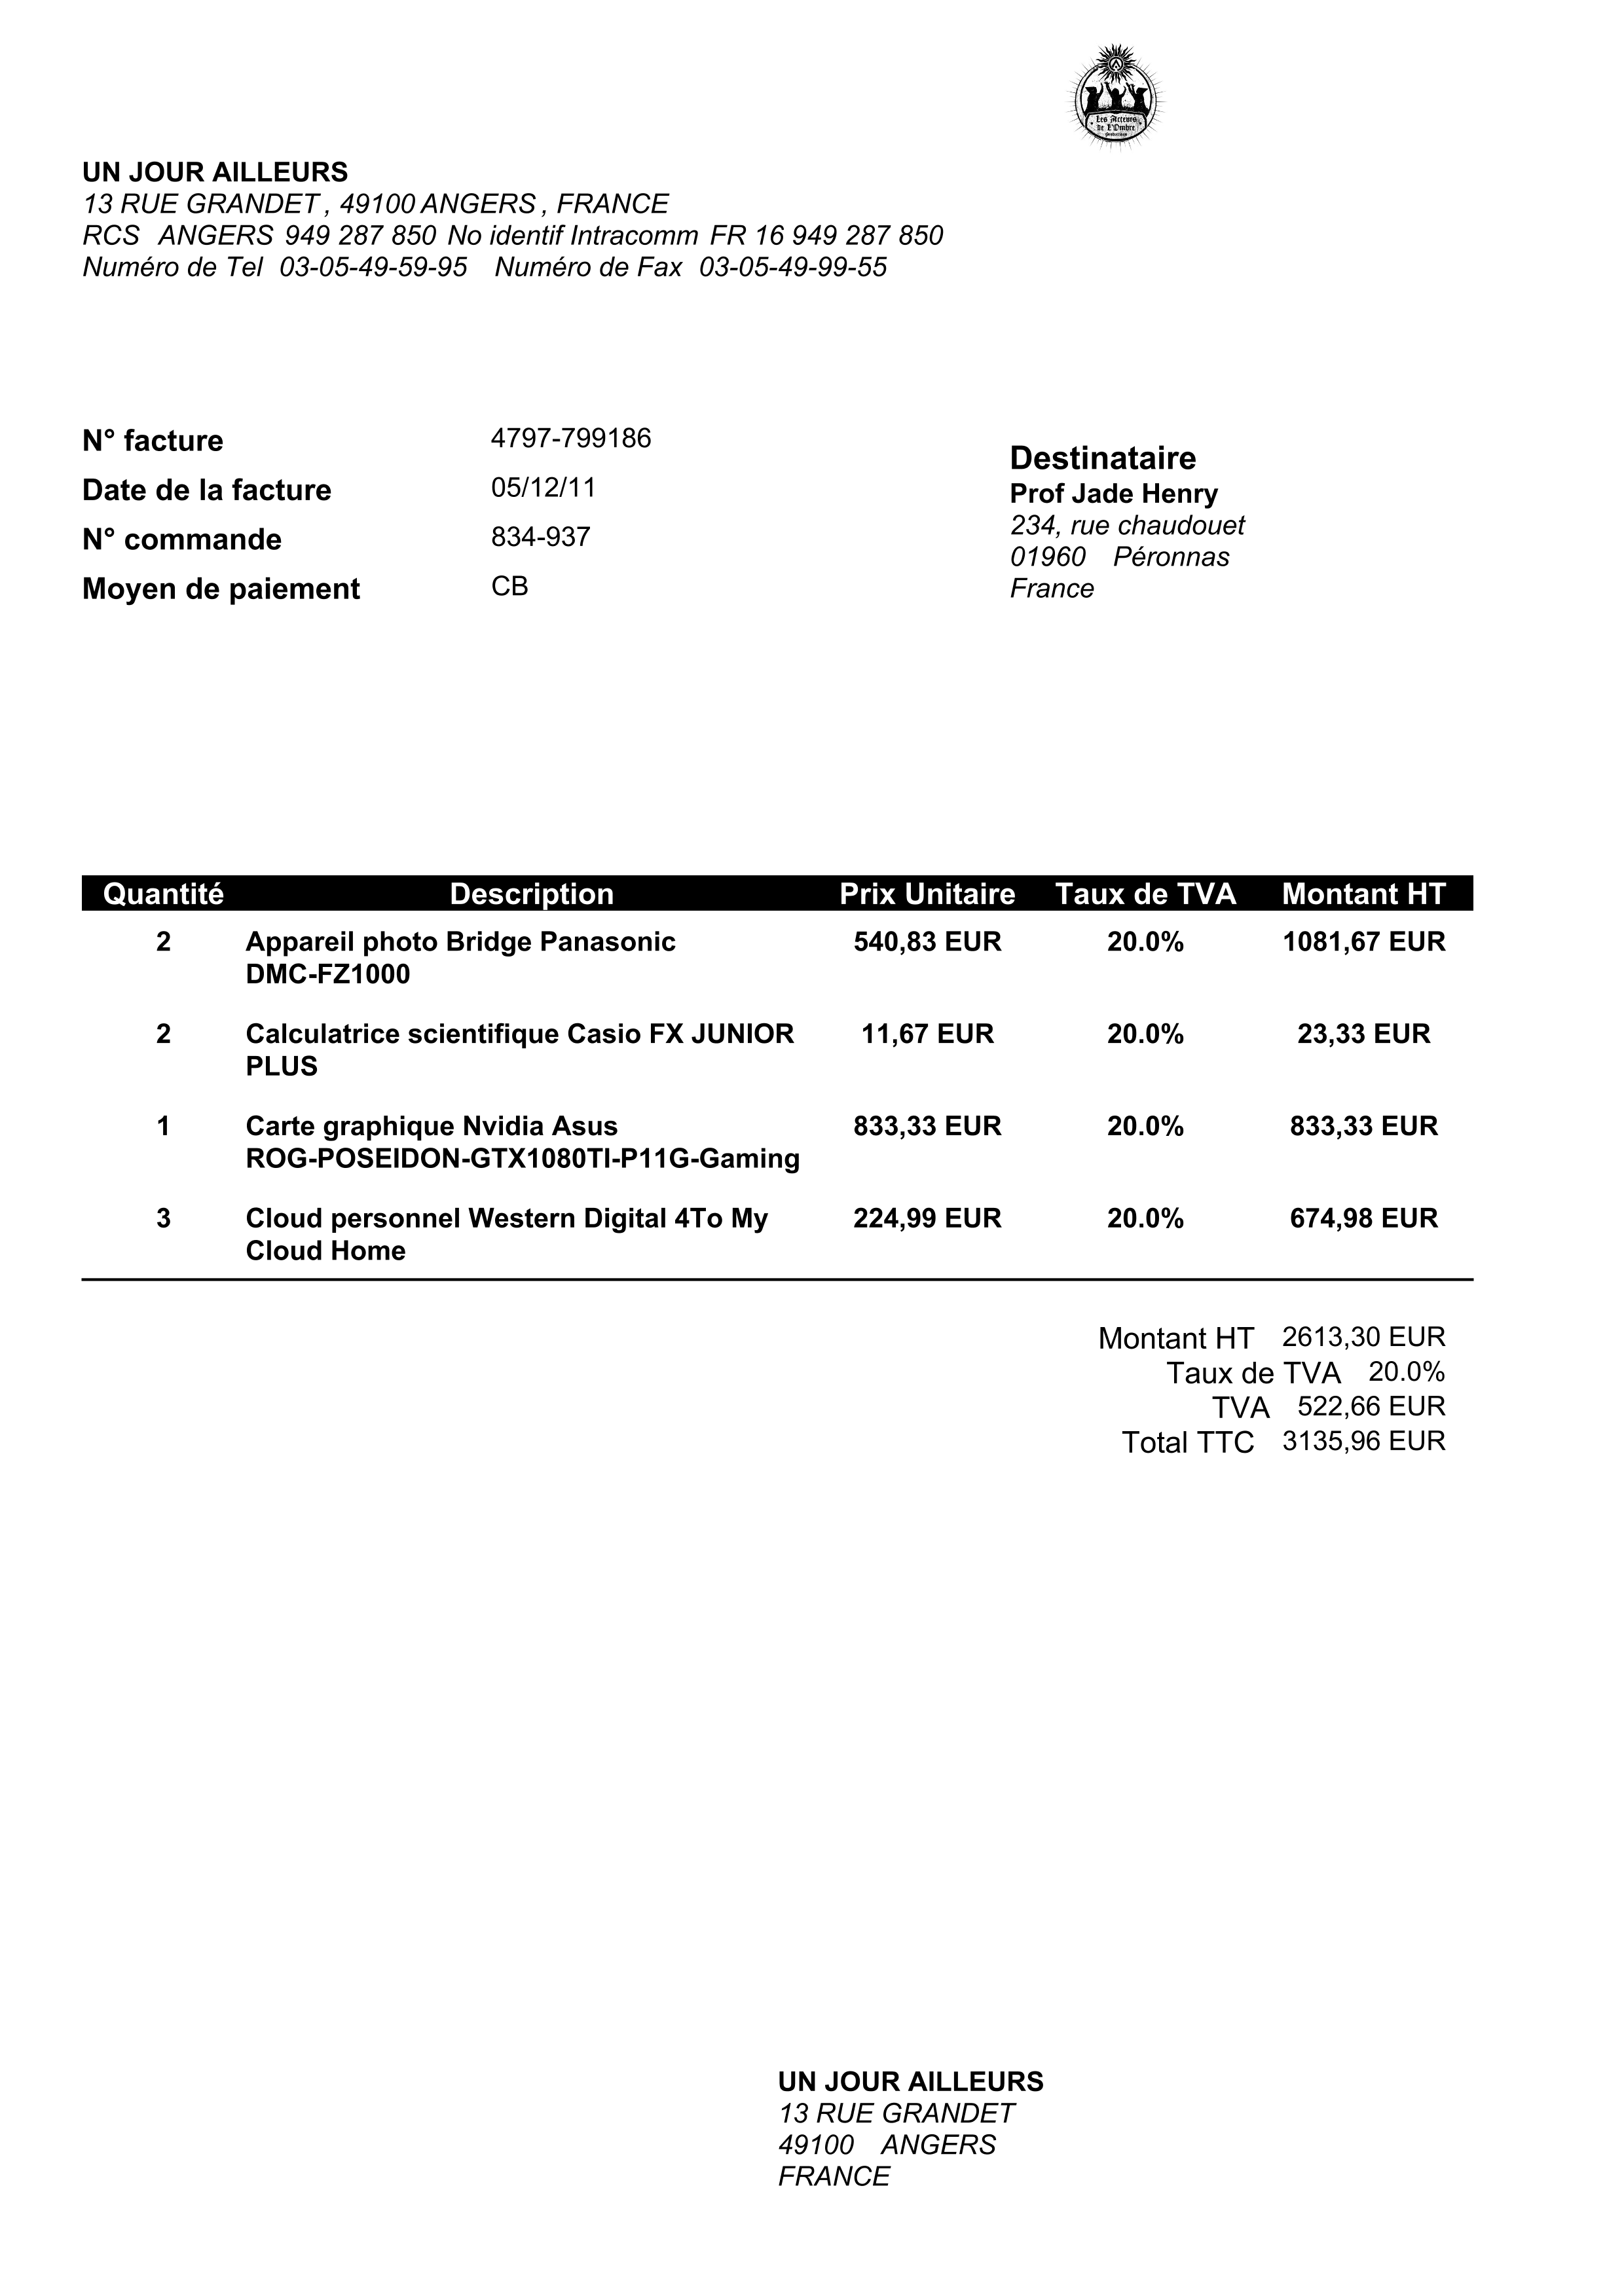 Les Acteurs
De L'Ombre
Productions
UN JOUR AILLEURS
13 RUE GRANDET , 49100 ANGERS , FRANCE
RCS ANGERS 949 287 850 No identif Intracomm FR 16 949 287 850
Numéro de Tel 03-05-49-59-95 Numéro de Fax 03-05-49-99-55
N° facture 4797-799186
Date de la facture 05/12/11
N° commande 834-937
Moyen de paiement CB
Destinataire
Prof Jade Henry
234, rue chaudouet
01960 Péronnas
France
Quantité Description Prix Unitaire Taux de TVA Montant HT
2 Appareil photo Bridge Panasonic 540,83 EUR 20.0% 1081,67 EUR
DMC-FZ1000
2 Calculatrice scientifique Casio FX JUNIOR 11,67 EUR 20.0% 23,33 EUR
PLUS
1 Carte graphique Nvidia Asus 833,33 EUR 20.0% 833,33 EUR
ROG-POSEIDON-GTX1080TI-P11G-Gaming
3 Cloud personnel Western Digital 4To My 224,99 EUR 20.0% 674,98 EUR
Cloud Home
Montant HT 2613,30 EUR
Taux de TVA 20.0%
TVA 522,66 EUR
Total TTC 3135,96 EUR
UN JOUR AILLEURS
13 RUE GRANDET
49100 ANGERS
FRANCE